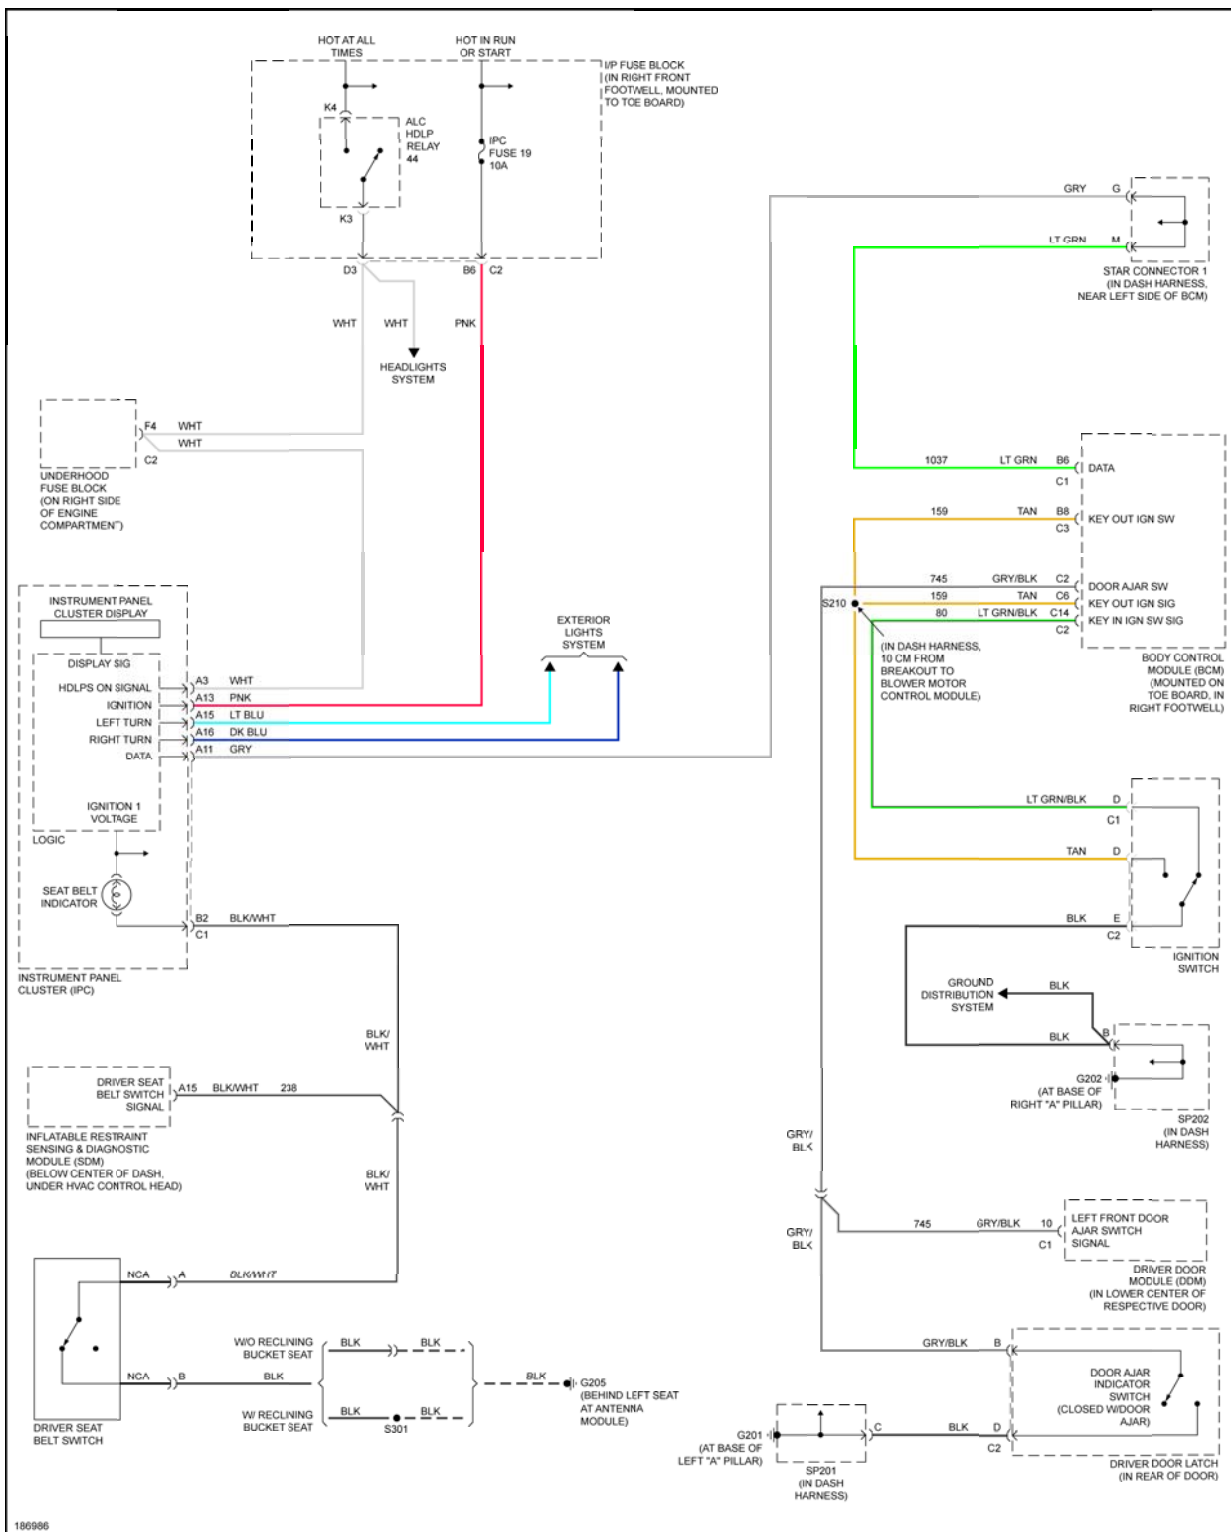 HOT AT ALL
TIMES
HOT IN RUN
OR START
I/P FUSE BLOCK
(IN RIGHT FRONT
FOOTWELL, MOUNTED
TO TOE BOARD)
K4
ALC
HDLP
RELAY
44
IPC
FUSE 19
10A
K3
D3
B6
C2
WHT
WHT
PNK
HEADLIGHTS
SYSTEM
GRY
G
LT GRN
M
STAR CONNECTOR 1
(IN DASH HARNESS,
NEAR LEFT SIDE OF BCM)
F4
WHT
WHT
C2
UNDERHOOD
FUSE BLOCK
(ON RIGHT SIDE
OF ENGINE
COMPARTMENT)
1037
LT GRN
B6
C1
DATA
159
TAN
B8
C3
KEY OUT IGN SW
745
GRY/BLK
C2
DOOR AJAR SW
159
TAN
C6
KEY OUT IGN SIG
80
LT GRN/BLK
C14
KEY IN IGN SW SIG
C2
S210
(IN DASH HARNESS,
10 CM FROM
BREAKOUT TO
BLOWER MOTOR
CONTROL MODULE)
BODY CONTROL
MODULE (BCM)
(MOUNTED ON
TOE BOARD, IN
RIGHT FOOTWELL)
INSTRUMENT PANEL
CLUSTER DISPLAY
EXTERIOR
LIGHTS
SYSTEM
DISPLAY SIG
HDLPS ON SIGNAL
A3
WHT
IGNITION
A13
PNK
LEFT TURN
A15
LT BLU
RIGHT TURN
A16
DK BLU
DATA
A11
GRY
IGNITION 1
VOLTAGE
LOGIC
SEAT BELT
INDICATOR
B2
BLK/WHT
C1
INSTRUMENT PANEL
CLUSTER (IPC)
LT GRN/BLK
D
C1
TAN
D
BLK
E
C2
IGNITION
SWITCH
GROUND
DISTRIBUTION
SYSTEM
BLK
BLK
B
G202
(AT BASE OF
RIGHT "A" PILLAR)
SP202
(IN DASH
HARNESS)
BLK/
WHT
DRIVER SEAT
BELT SWITCH
SIGNAL
A15
BLK/WHT
238
INFLATABLE RESTRAINT
SENSING & DIAGNOSTIC
MODULE (SDM)
(BELOW CENTER OF DASH,
UNDER HVAC CONTROL HEAD)
BLK/
WHT
GRY/
BLK
GRY/
BLK
745
GRY/BLK
10
C1
LEFT FRONT DOOR
AJAR SWITCH
SIGNAL
DRIVER DOOR
MODULE (DDM)
(IN LOWER CENTER OF
RESPECTIVE DOOR)
NCA
A
BLK/WHT
NCA
B
BLK
DRIVER SEAT
BELT SWITCH
W/O RECLINING
BUCKET SEAT
BLK
BLK
W/ RECLINING
BUCKET SEAT
BLK
BLK
S301
BLK
G205
(BEHIND LEFT SEAT
AT ANTENNA
MODULE)
GRY/BLK
B
DOOR AJAR
INDICATOR
SWITCH
(CLOSED W/DOOR
AJAR)
G201
(AT BASE OF
LEFT "A" PILLAR)
C
BLK
D
C2
SP201
(IN DASH
HARNESS)
DRIVER DOOR LATCH
(IN REAR OF DOOR)
186986